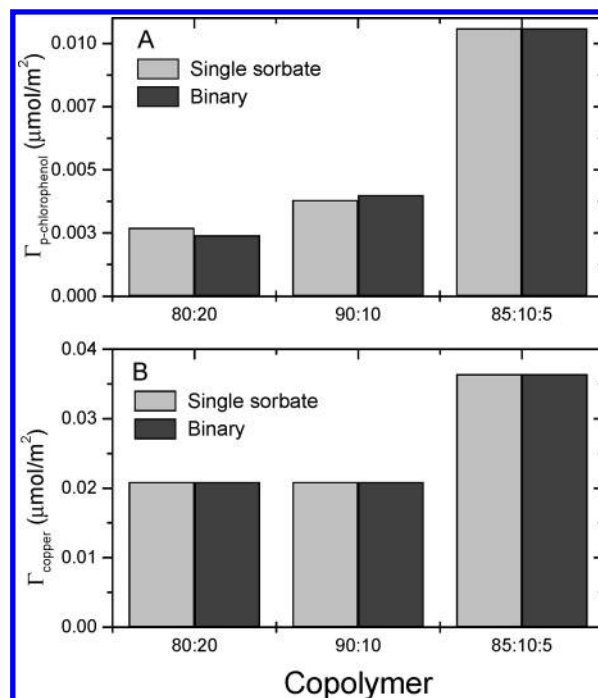 A
Single sorbate
Binary
Γp-chlorophenol (μmol/m²)
0.010
0.007
0.005
0.003
0.000
80:20 90:10 85:10:5
B
Single sorbate
Binary
Γcopper (μmol/m²)
0.04
0.03
0.02
0.01
0.00
80:20 90:10 85:10:5
Copolymer